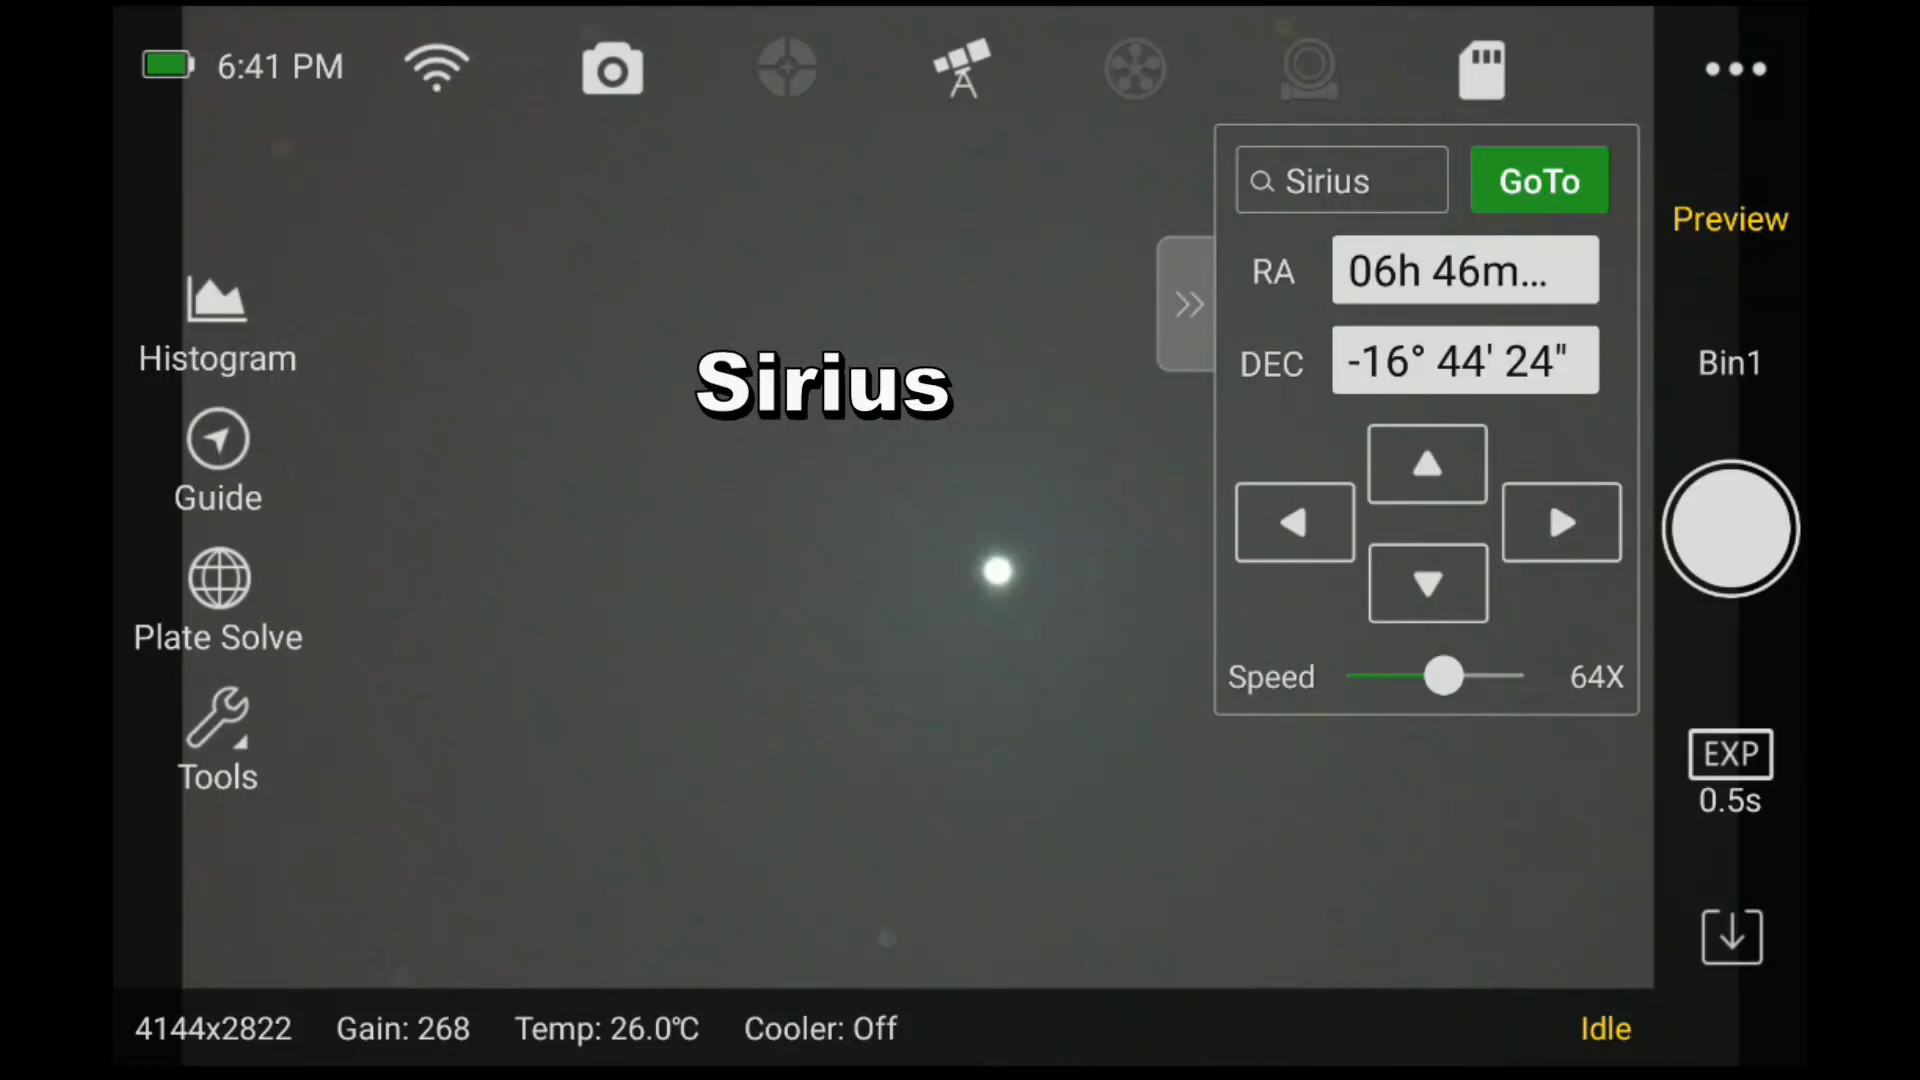 6:41 PM
Sirius
GoTo
Preview
RA
06h 46m...
DEC
-16° 44' 24"
Bin1
Histogram
Sirius
Guide
Plate Solve
Speed
64X
Tools
EXP
0.5s
4144x2822
Gain: 268
Temp: 26.0℃
Cooler: Off
Idle